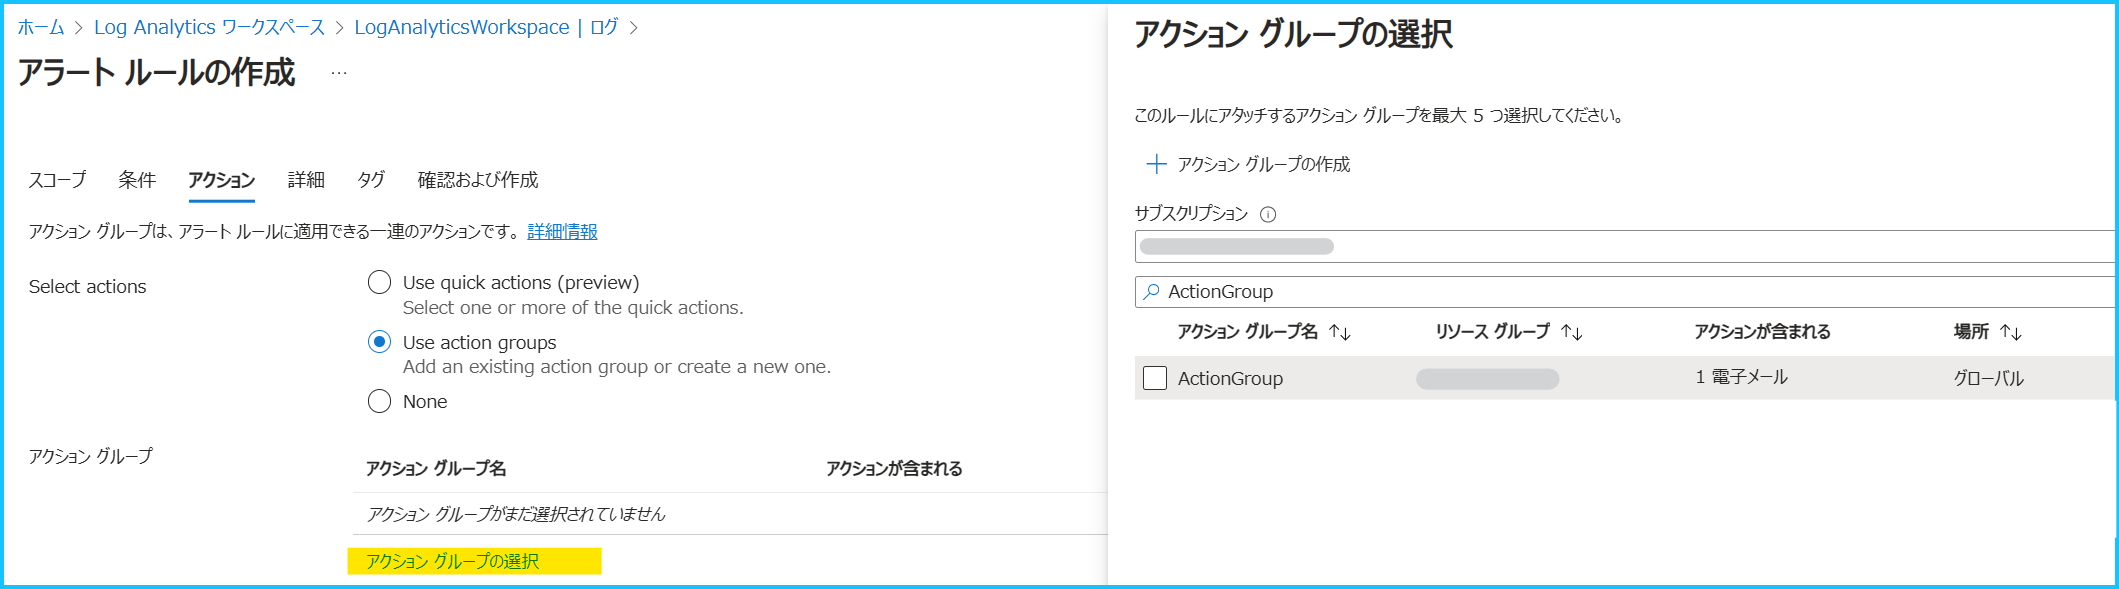 ホーム > Log Analytics ワークスペース > LogAnalyticsWorkspace | ログ >
アラート ルールの作成 …
スコープ 条件 アクション 詳細 タグ 確認および作成
アクション グループは、アラート ルールに適用できる一連のアクションです。 詳細情報
Select actions
Use quick actions (preview)
Select one or more of the quick actions.
Use action groups
Add an existing action group or create a new one.
None
アクション グループ
アクション グループ名 アクションが含まれる
アクション グループがまだ選択されていません
アクション グループの選択
アクション グループの選択
このルールにアタッチするアクション グループを最大 5 つ選択してください。
+ アクション グループの作成
サブスクリプション
ActionGroup
アクション グループ名 ↑↓ リソース グループ ↑↓ アクションが含まれる 場所 ↑↓
ActionGroup 1 電子メール グローバル